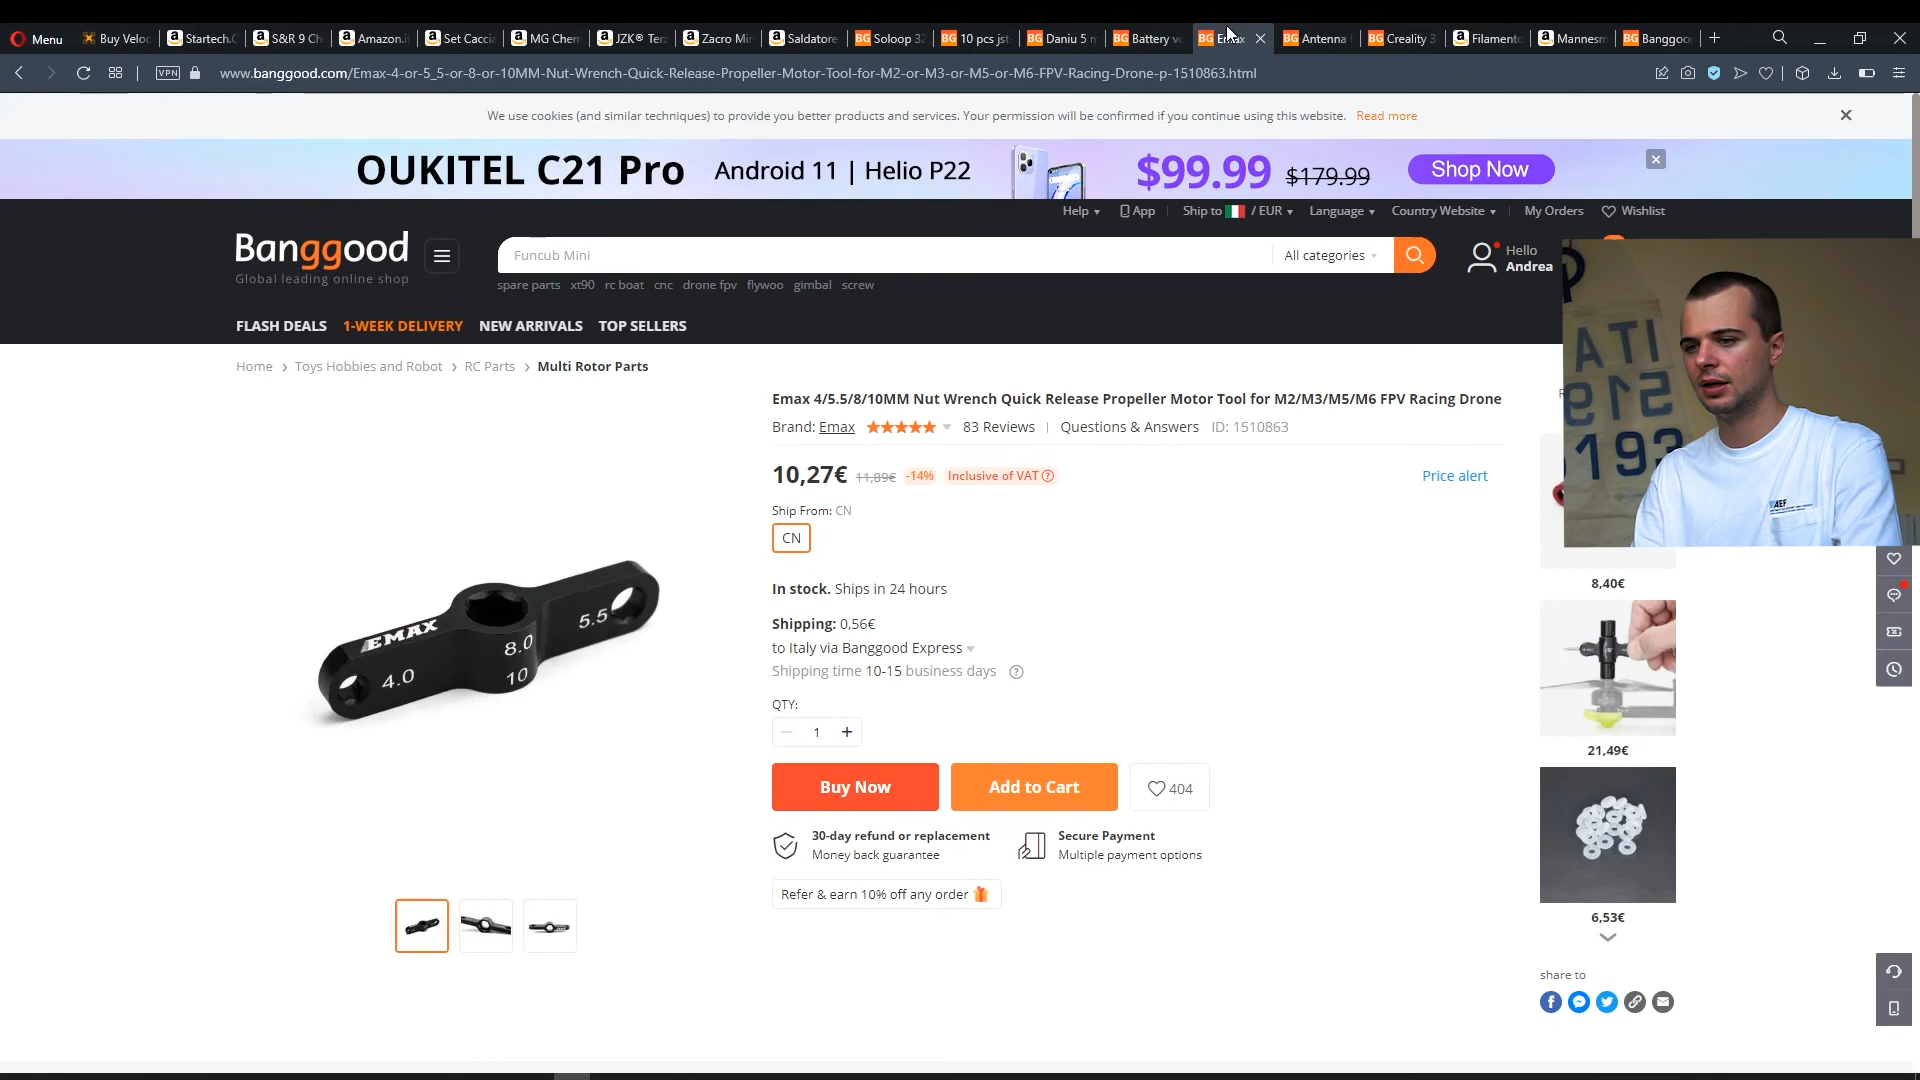 Menu
Buy Veloc
Startech.
S&R 9 Ch
Amazon.i
Set Caccia
MG Chem
JZK® Terz
Zacro Min
Saldatore
Soloop 3
10 pcs jst
Daniu 5 m
Battery vo
Emax
Antenna
Creality 3
Filament
Mannesm
Banggoo
VPN
www.banggood.com/Emax-4-or-5_5-or-8-or-10MM-Nut-Wrench-Quick-Release-Propeller-Motor-Tool-for-M2-or-M3-or-M5-or-M6-FPV-Racing-Drone-p-1510863.html
We use cookies (and similar techniques) to provide you better products and services. Your permission will be confirmed if you continue using this website. Read more
OUKITEL C21 Pro Android 11 | Helio P22 $99.99 $179.99 Shop Now
Help App Ship to / EUR Language Country Website My Orders Wishlist
Banggood
Global leading online shop
Funcub Mini All categories
Hello
Andrea
spare parts xt90 rc boat cnc drone fpv flywoo gimbal screw
FLASH DEALS 1-WEEK DELIVERY NEW ARRIVALS TOP SELLERS
Home > Toys Hobbies and Robot > RC Parts > Multi Rotor Parts
Emax 4/5.5/8/10MM Nut Wrench Quick Release Propeller Motor Tool for M2/M3/M5/M6 FPV Racing Drone
Brand: Emax 83 Reviews Questions & Answers ID: 1510863
10,27€ 11,89€ -14% Inclusive of VAT Price alert
Ship From: CN
CN
In stock. Ships in 24 hours
Shipping: 0,56€
to Italy via Banggood Express
Shipping time 10-15 business days
QTY:
1
Buy Now
Add to Cart
404
30-day refund or replacement
Money back guarantee
Secure Payment
Multiple payment options
Refer & earn 10% off any order
EMAX
4.0
8.0
10
5.5
AEF
8,40€
21,49€
6,53€
share to